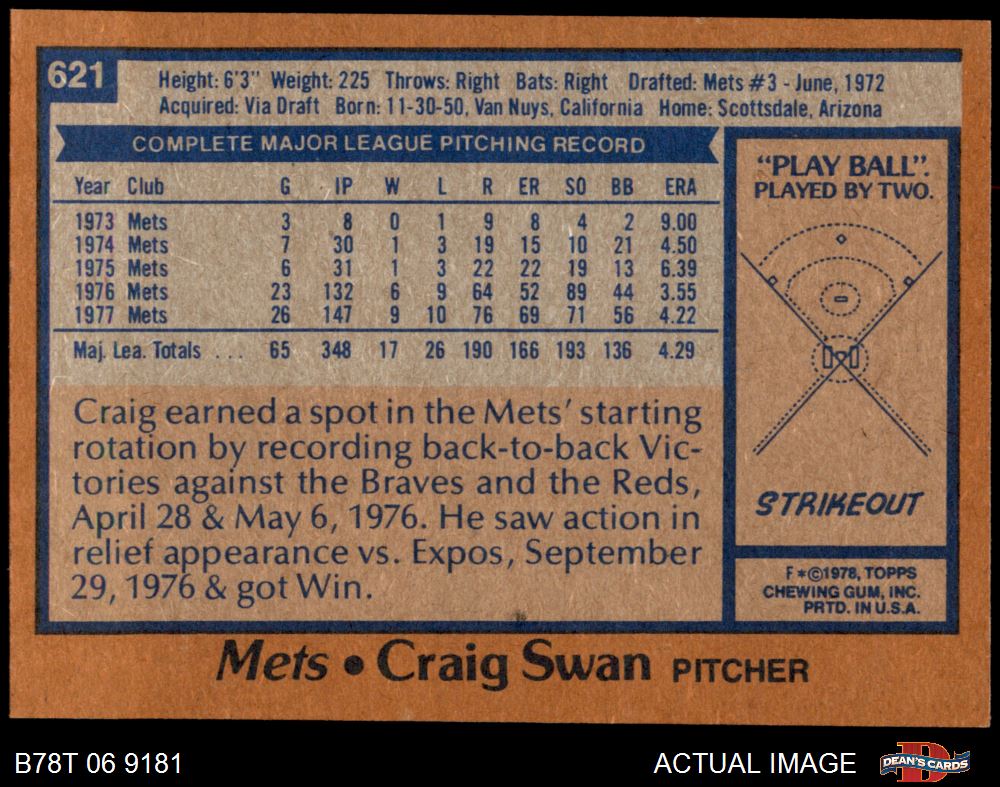 621
Height: 6'3" Weight: 225 Throws: Right Bats: Right Drafted: Mets #3 - June, 1972
Acquired: Via Draft Born: 11-30-50, Van Nuys, California Home: Scottsdale, Arizona
COMPLETE MAJOR LEAGUE PITCHING RECORD
Year Club G IP W L R ER SO BB ERA
1973 Mets 3 8 0 1 9 8 4 2 9.00
1974 Mets 7 30 1 3 19 15 10 21 4.50
1975 Mets 6 31 1 3 22 22 19 13 6.39
1976 Mets 23 132 6 9 64 52 89 44 3.55
1977 Mets 26 147 9 10 76 69 71 56 4.22
Maj. Lea. Totals . . . 65 348 17 26 190 166 193 136 4.29
Craig earned a spot in the Mets' starting
rotation by recording back-to-back Vic-
tories against the Braves and the Reds,
April 28 & May 6, 1976. He saw action in
relief appearance vs. Expos, September
29, 1976 & got Win.
"PLAY BALL".
PLAYED BY TWO.
STRIKEOUT
F*©1978, TOPPS
CHEWING GUM, INC.
PRTD. IN U.S.A.
Mets • Craig Swan PITCHER
B78T 06 9181
ACTUAL IMAGE
DEAN'S CARDS